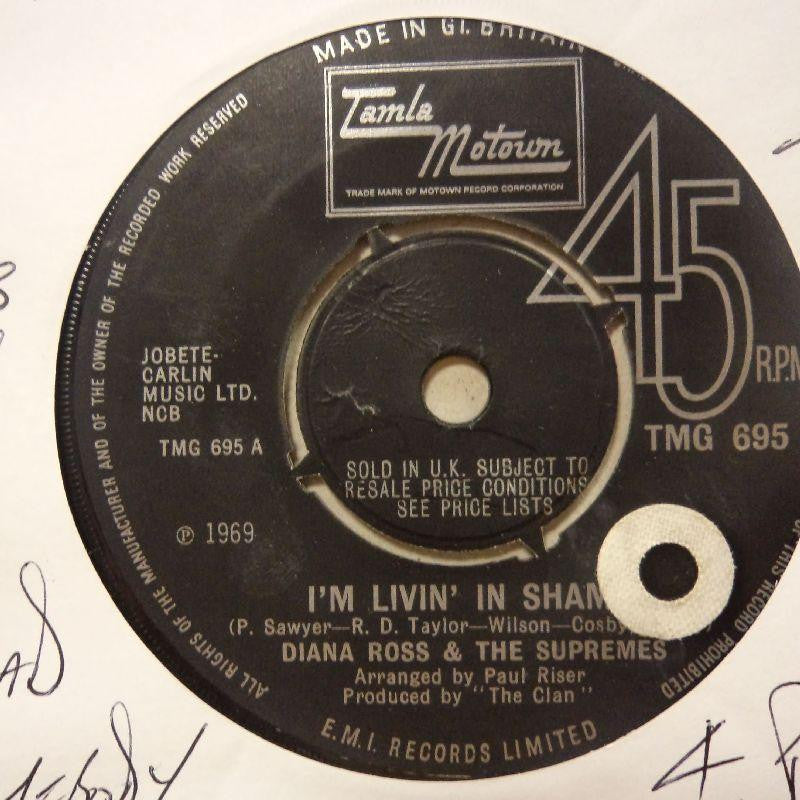 MADE IN GT. BRITAIN
Tamla
Motown
TRADE MARK OF MOTOWN RECORD CORPORATION
45
R.P.M
TMG 695
ALL RIGHTS OF THE MANUFACTURER AND OF THE OWNER OF THE RECORDED WORK RESERVED
JOBETE-
CARLIN
MUSIC LTD.
NCB
TMG 695 A
℗ 1969
SOLD IN U.K. SUBJECT TO
RESALE PRICE CONDITIONS
SEE PRICE LISTS
I'M LIVIN' IN SHAM
(P. Sawyer—R. D. Taylor—Wilson—Cosby
DIANA ROSS & THE SUPREMES
Arranged by Paul Riser
Produced by "The Clan"
E.M.I. RECORDS LIMITED
OF THIS RECORD PROHIBITED
4